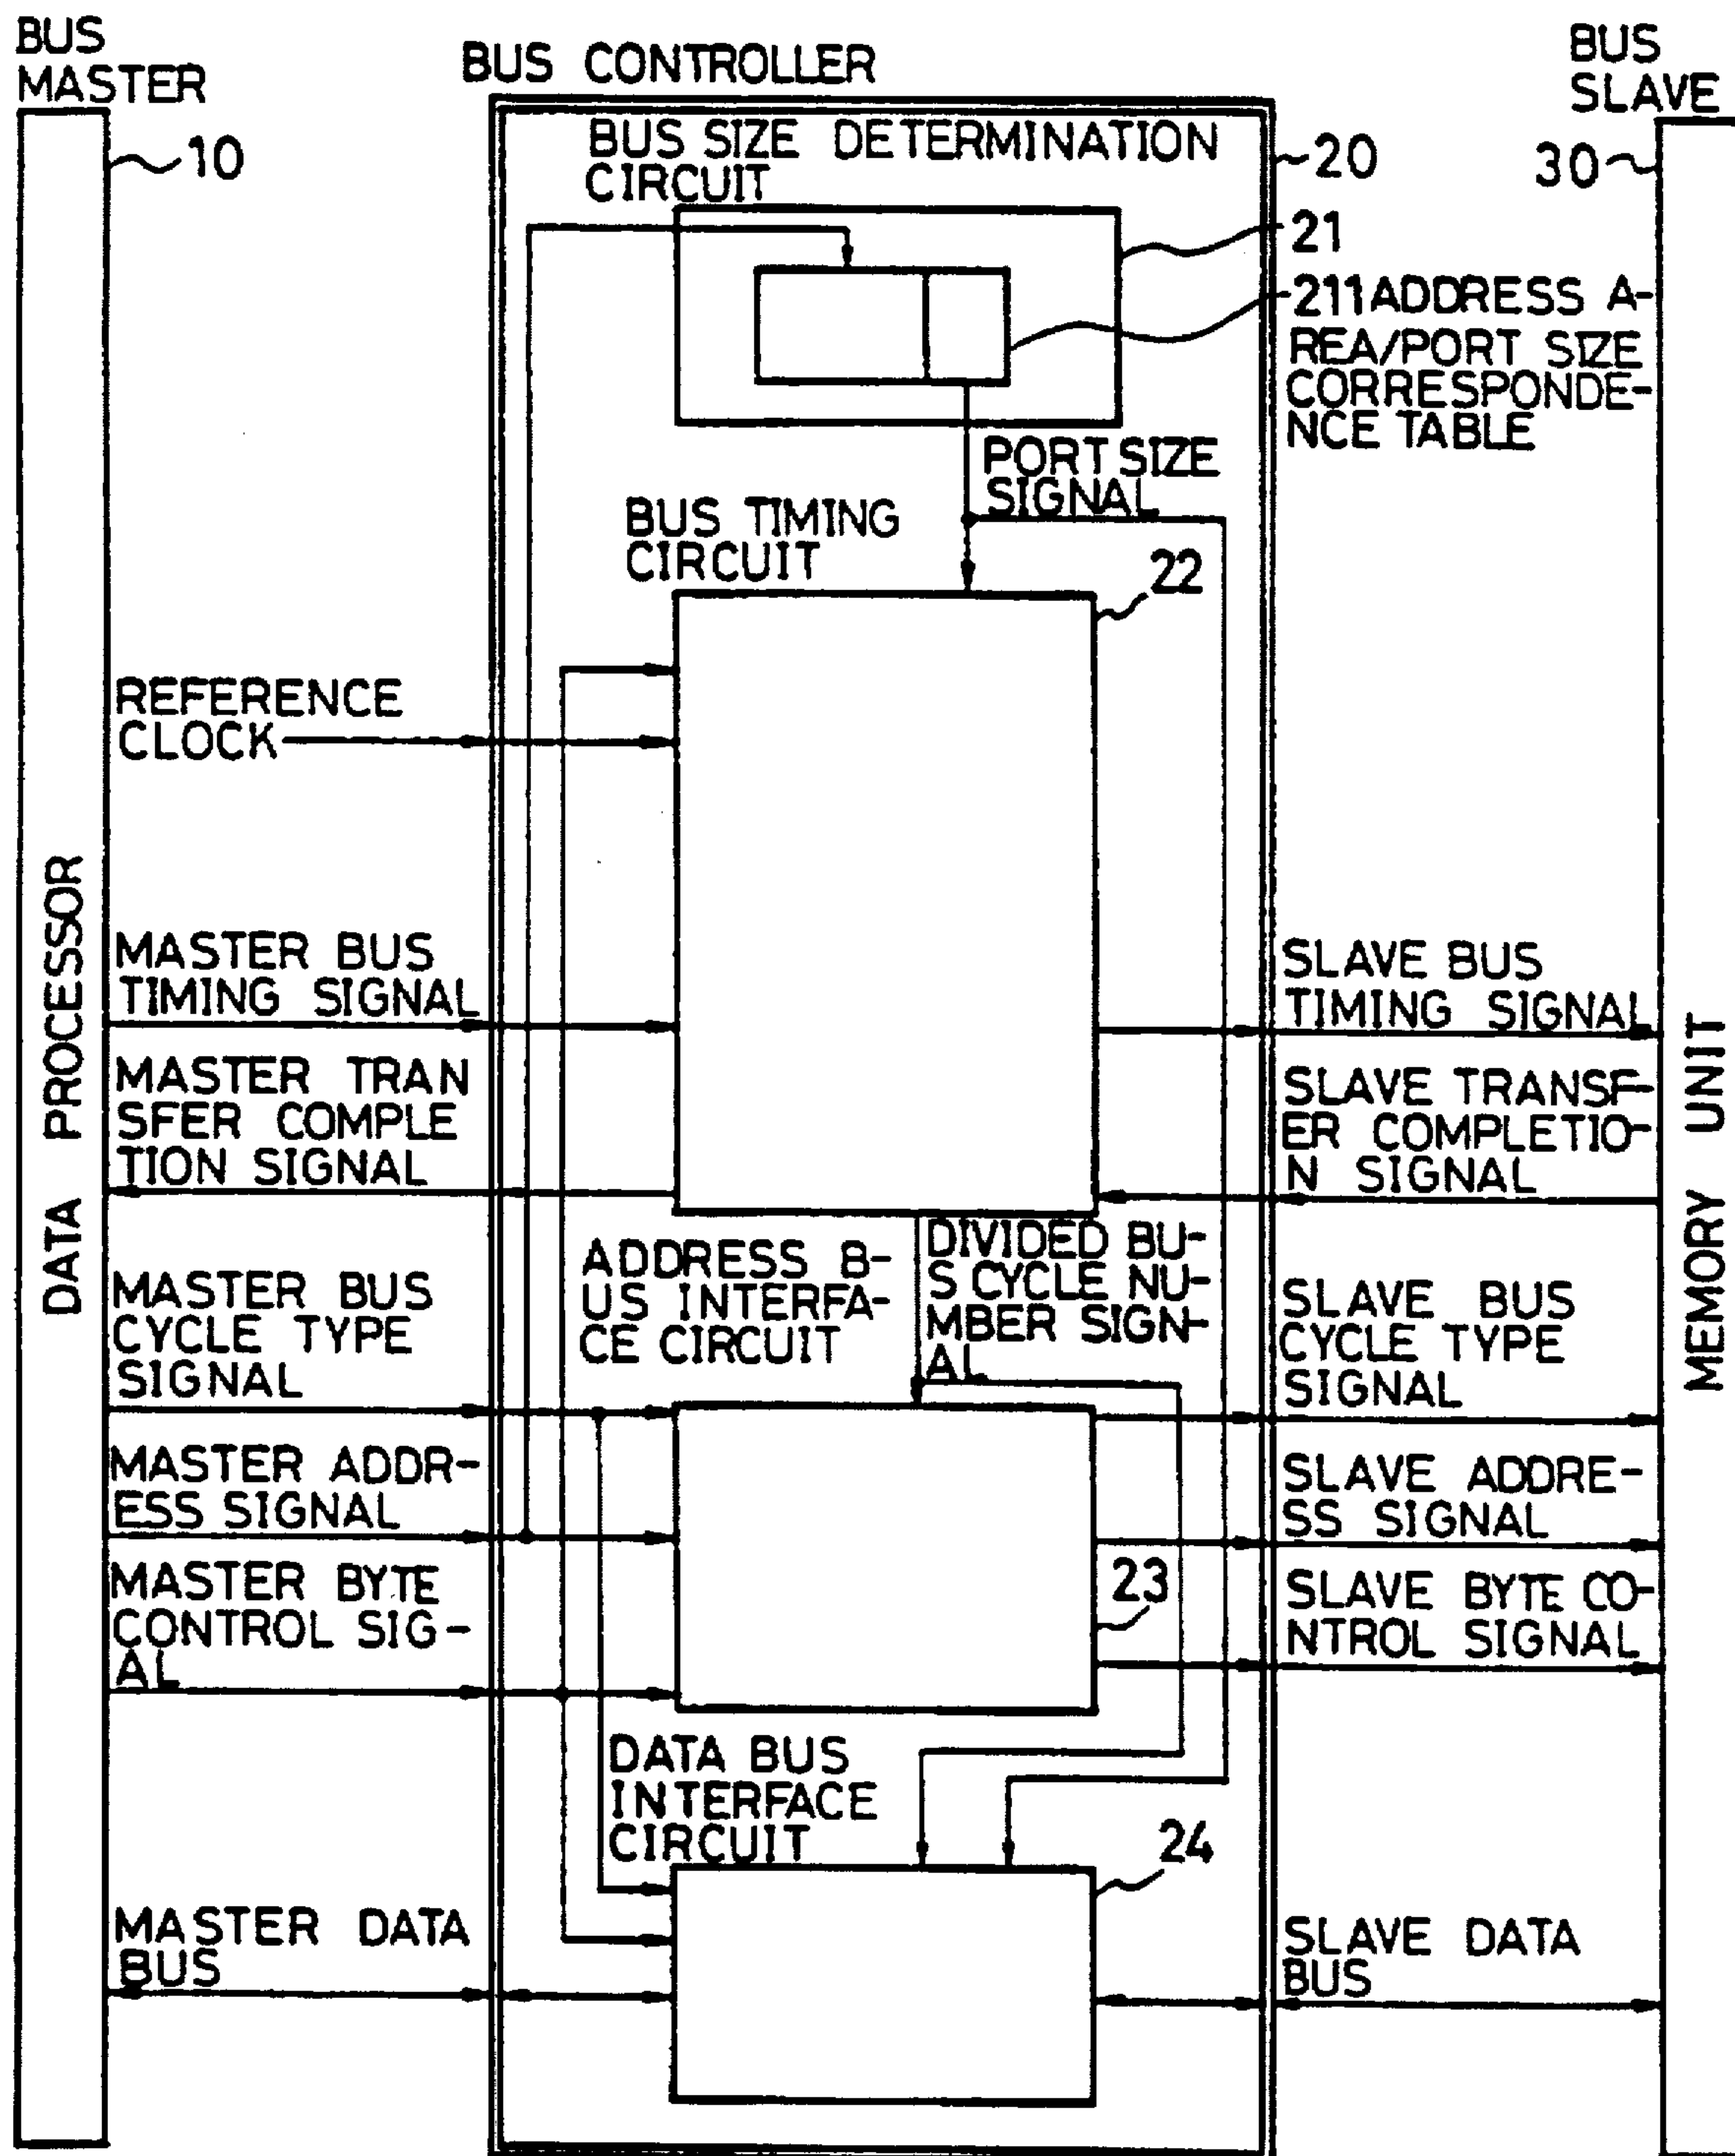 BUS
MASTER
BUS CONTROLLER
BUS
SLAVE
10
BUS SIZE DETERMINATION
CIRCUIT
20
30
21
211 ADDRESS A-
REA/PORT SIZE
CORRESPONDE-
NCE TABLE
PORT SIZE
SIGNAL
BUS TIMING
CIRCUIT
22
REFERENCE
CLOCK
DATA PROCESSOR
MASTER BUS
TIMING SIGNAL
SLAVE BUS
TIMING SIGNAL
MEMORY UNIT
MASTER TRAN
SFER COMPLE
TION SIGNAL
SLAVE TRANSF-
ER COMPLETIO-
N SIGNAL
ADDRESS B-
US INTERFA-
CE CIRCUIT
DIVIDED BU-
S CYCLE NU-
MBER SIGN-
AL
MASTER BUS
CYCLE TYPE
SIGNAL
SLAVE BUS
CYCLE TYPE
SIGNAL
MASTER ADDR-
ESS SIGNAL
SLAVE ADDRE-
SS SIGNAL
MASTER BYTE
CONTROL SIG-
AL
23
SLAVE BYTE CO-
NTROL SIGNAL
DATA BUS
INTERFACE
CIRCUIT
24
MASTER DATA
BUS
SLAVE DATA
BUS